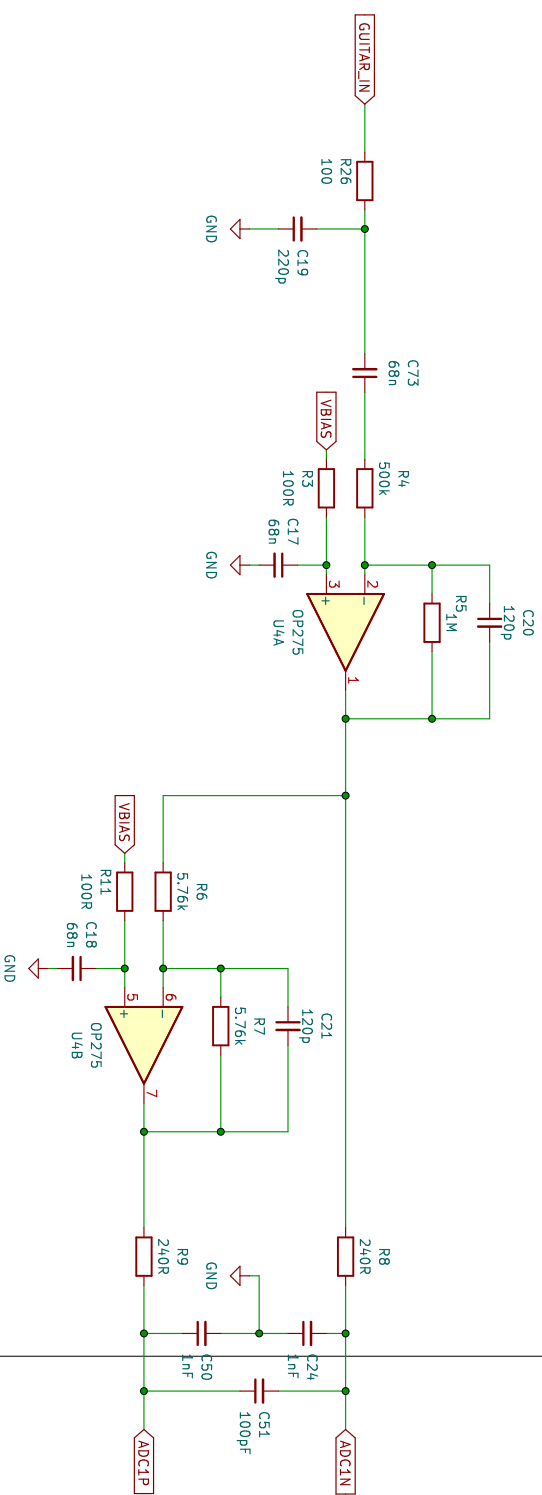 GUITAR_IN
R26
100
GND
C19
220p
C73
68n
VBIAS
R3
100R
R4
500k
C17
68n
GND
3
2
+
−
OP275
U4A
1
R5
1M
C20
120p
VBIAS
R11
100R
R6
5.76k
C18
68n
GND
5
6
+
−
OP275
U4B
7
R7
5.76k
C21
120p
R9
240R
R8
240R
GND
C50
1nF
C24
1nF
C51
100pF
ADC1P
ADC1N